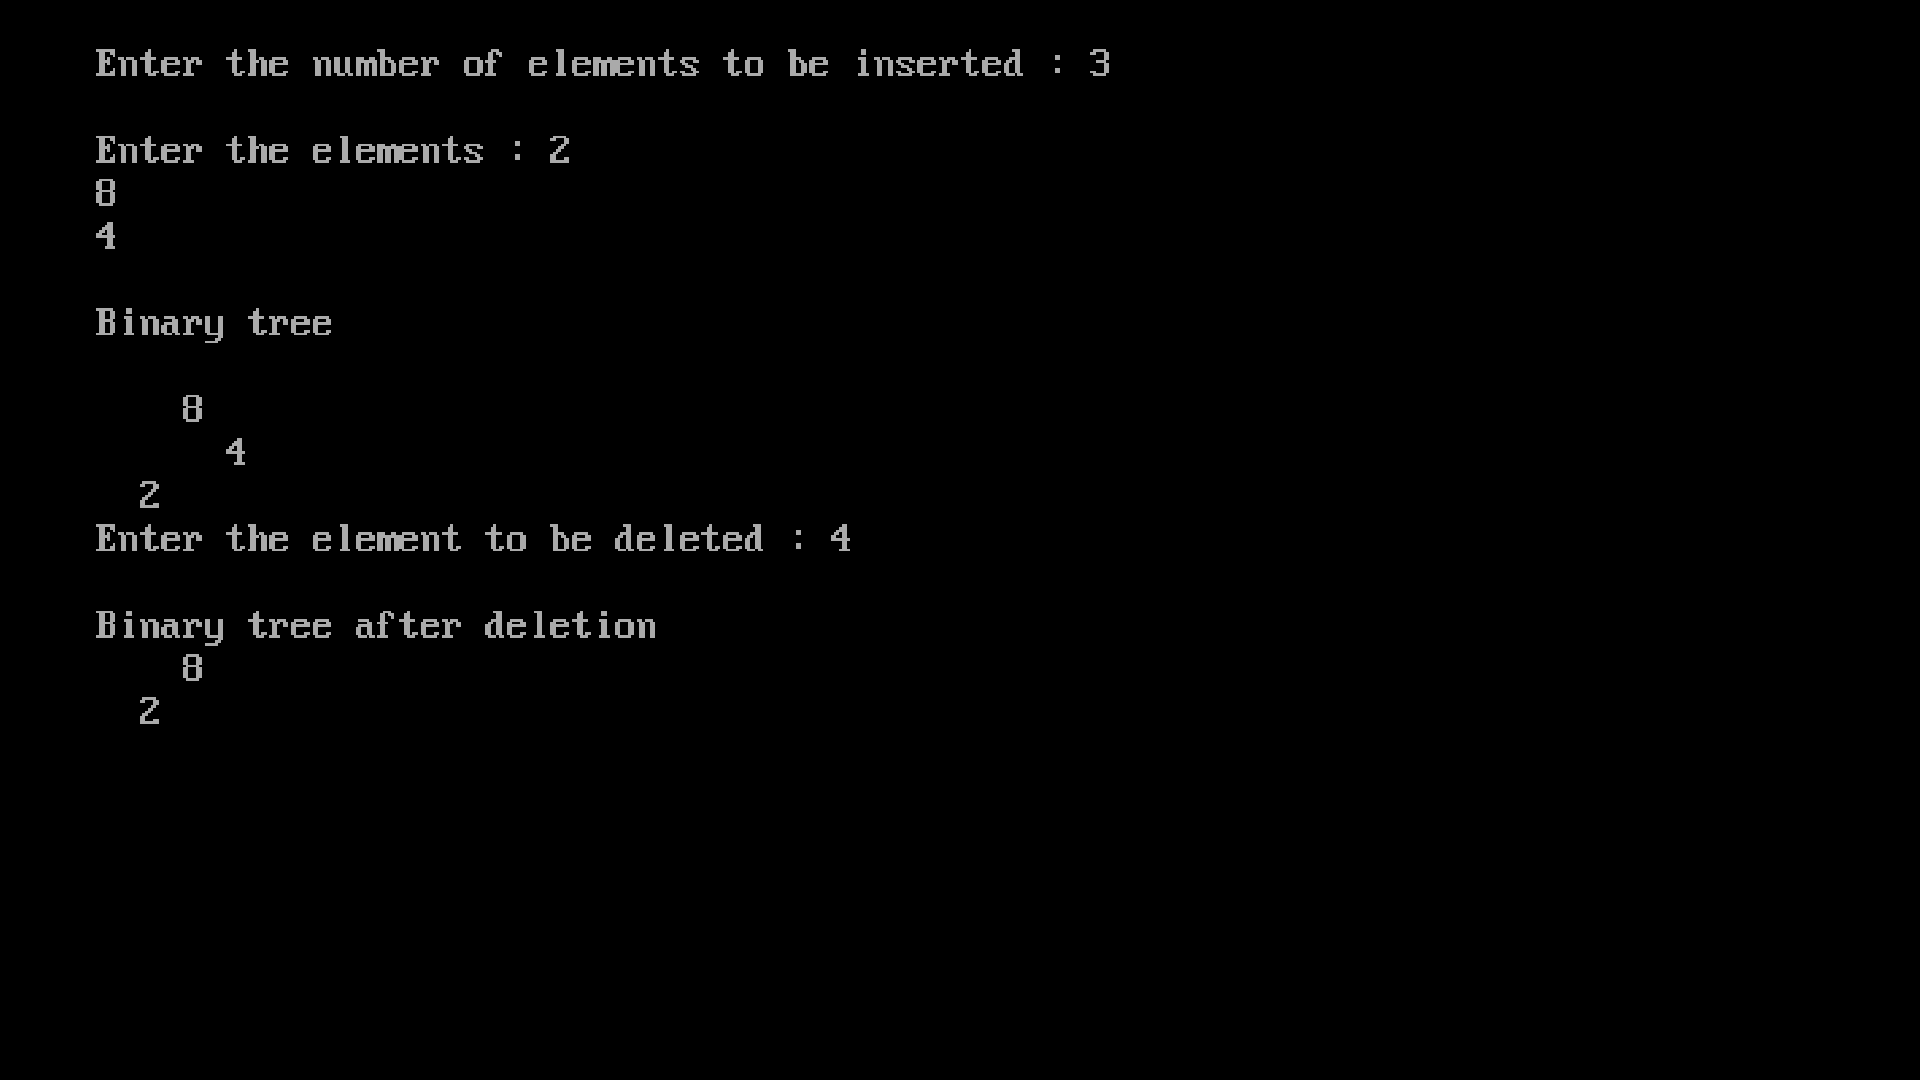 Enter the number of elements to be inserted : 3
Enter the elements : 2
8
4
Binary tree
8
4
2
Enter the element to be deleted : 4
Binary tree after deletion
8
2